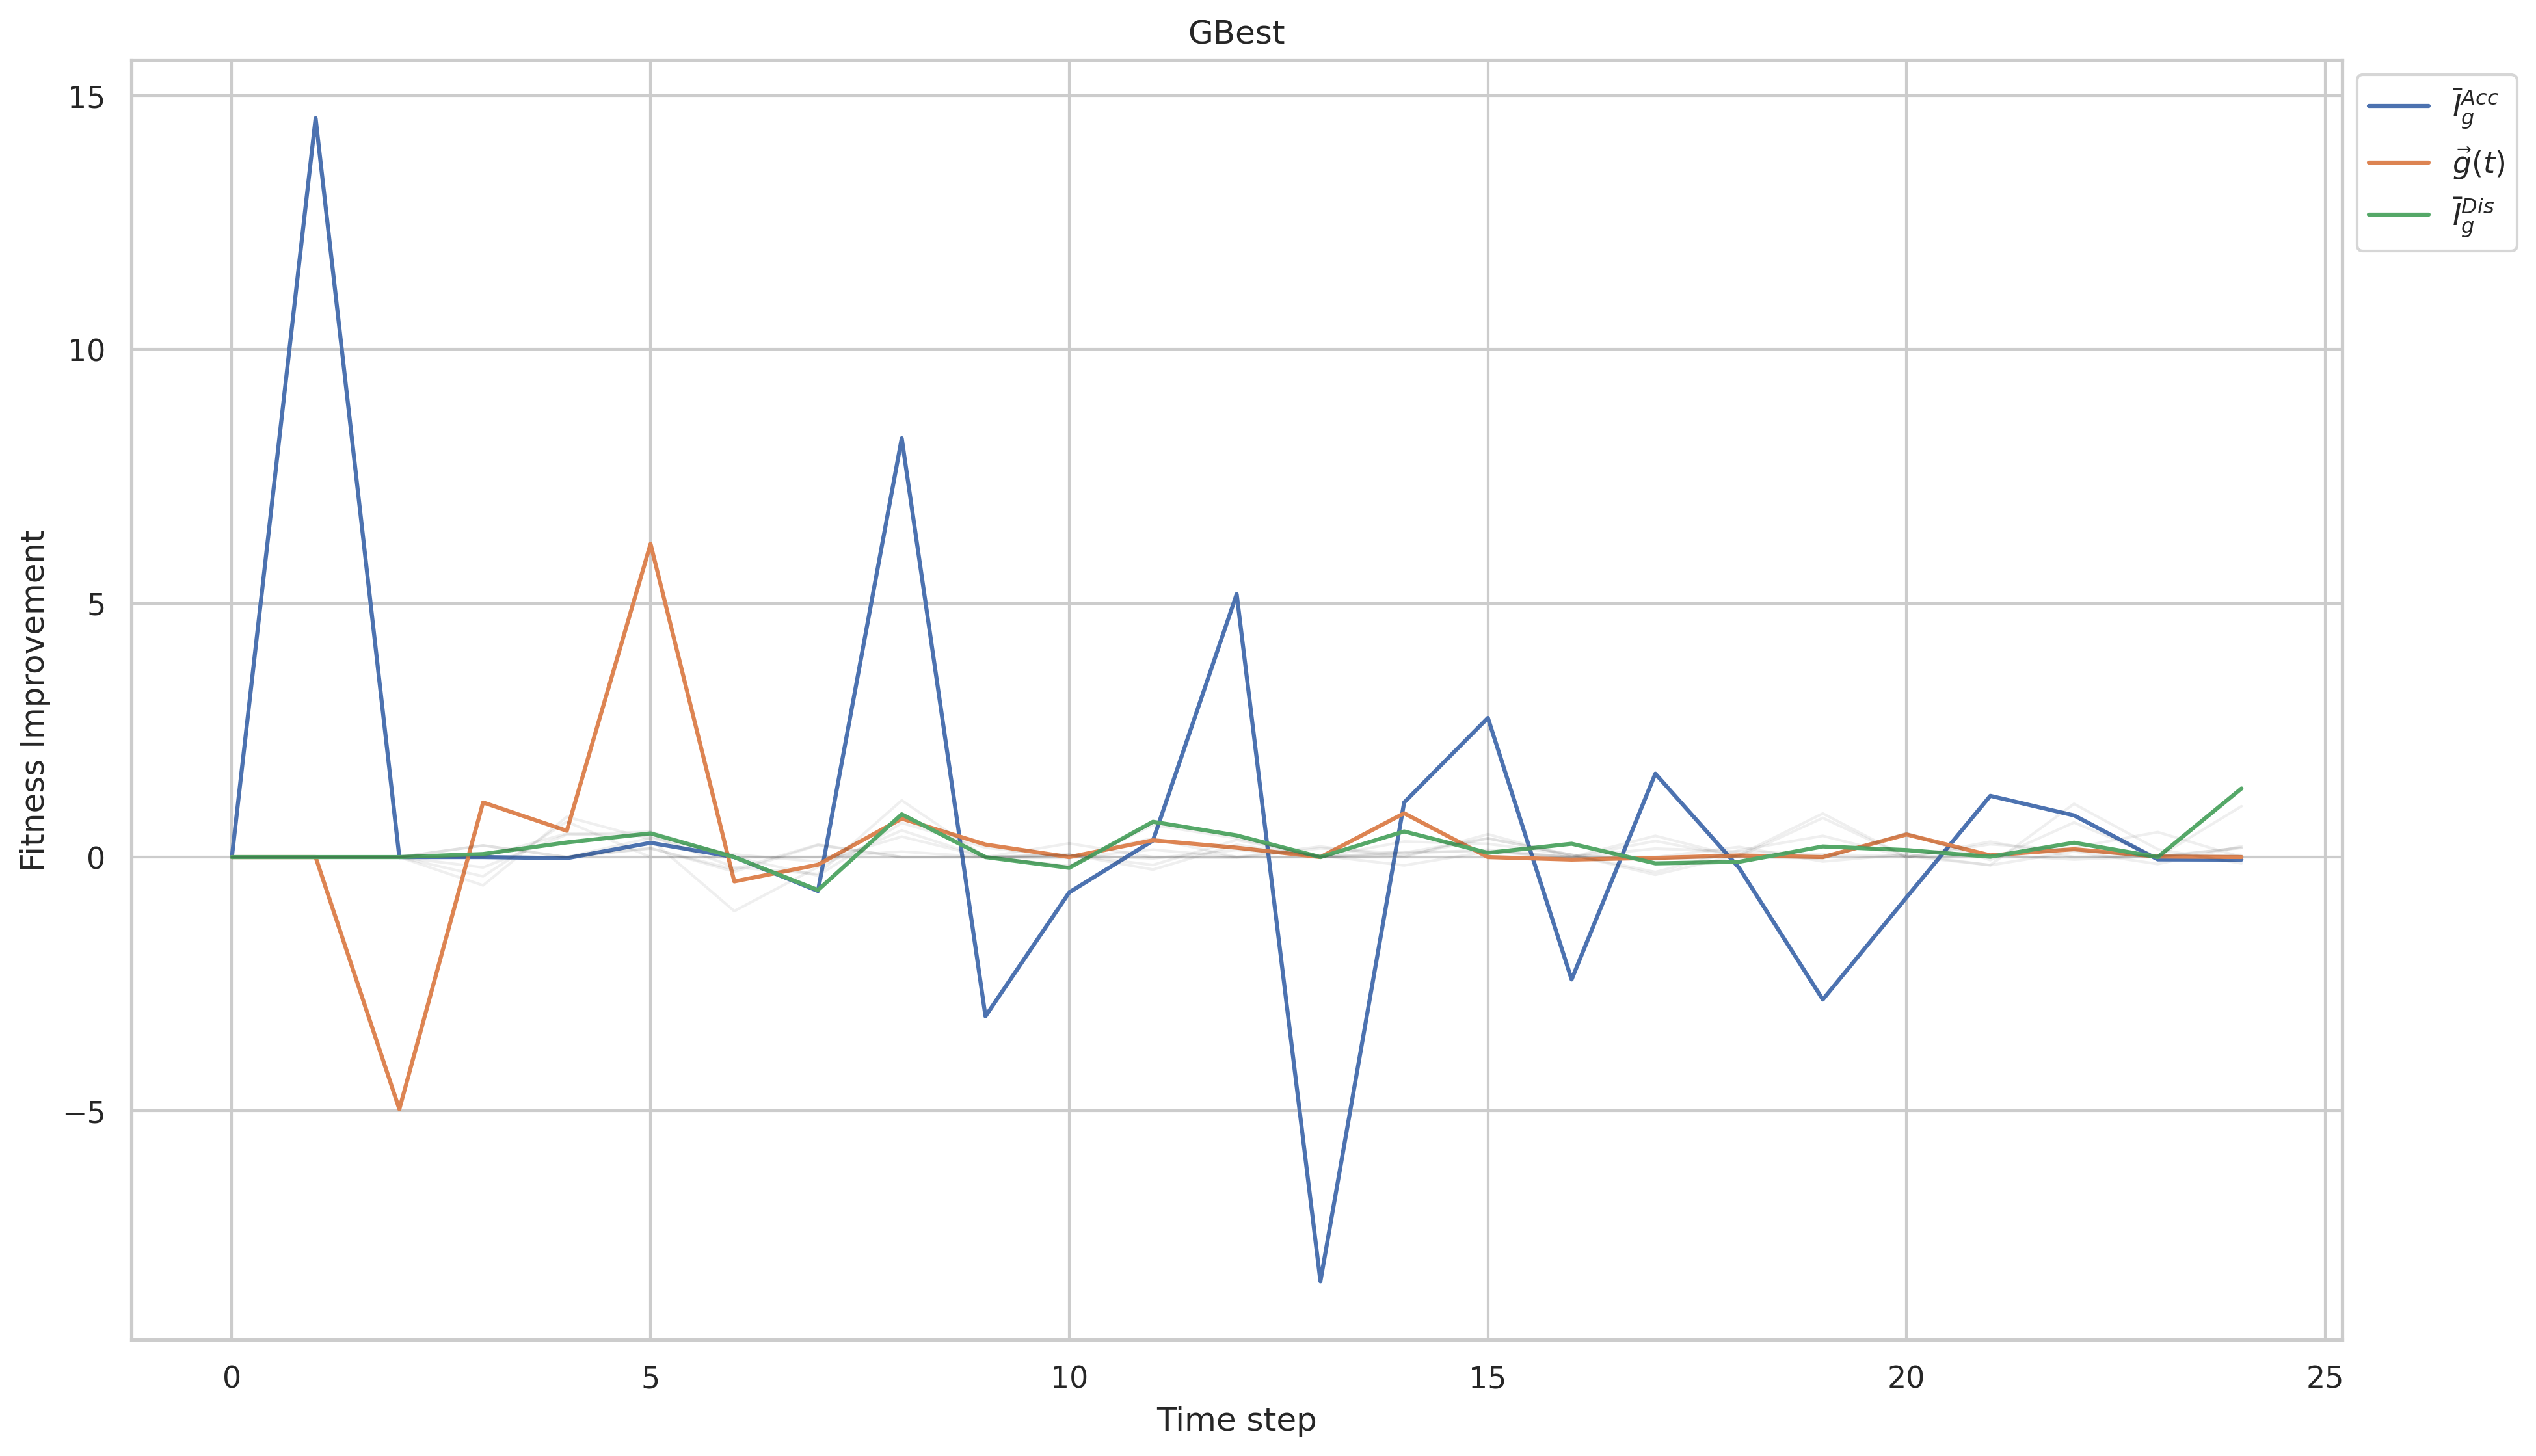 GBest
Fitness Improvement
15
10
5
0
−5
0 5 10 15 20 25
Time step
Ī_g^Acc
g⃗(t)
Ī_g^Dis